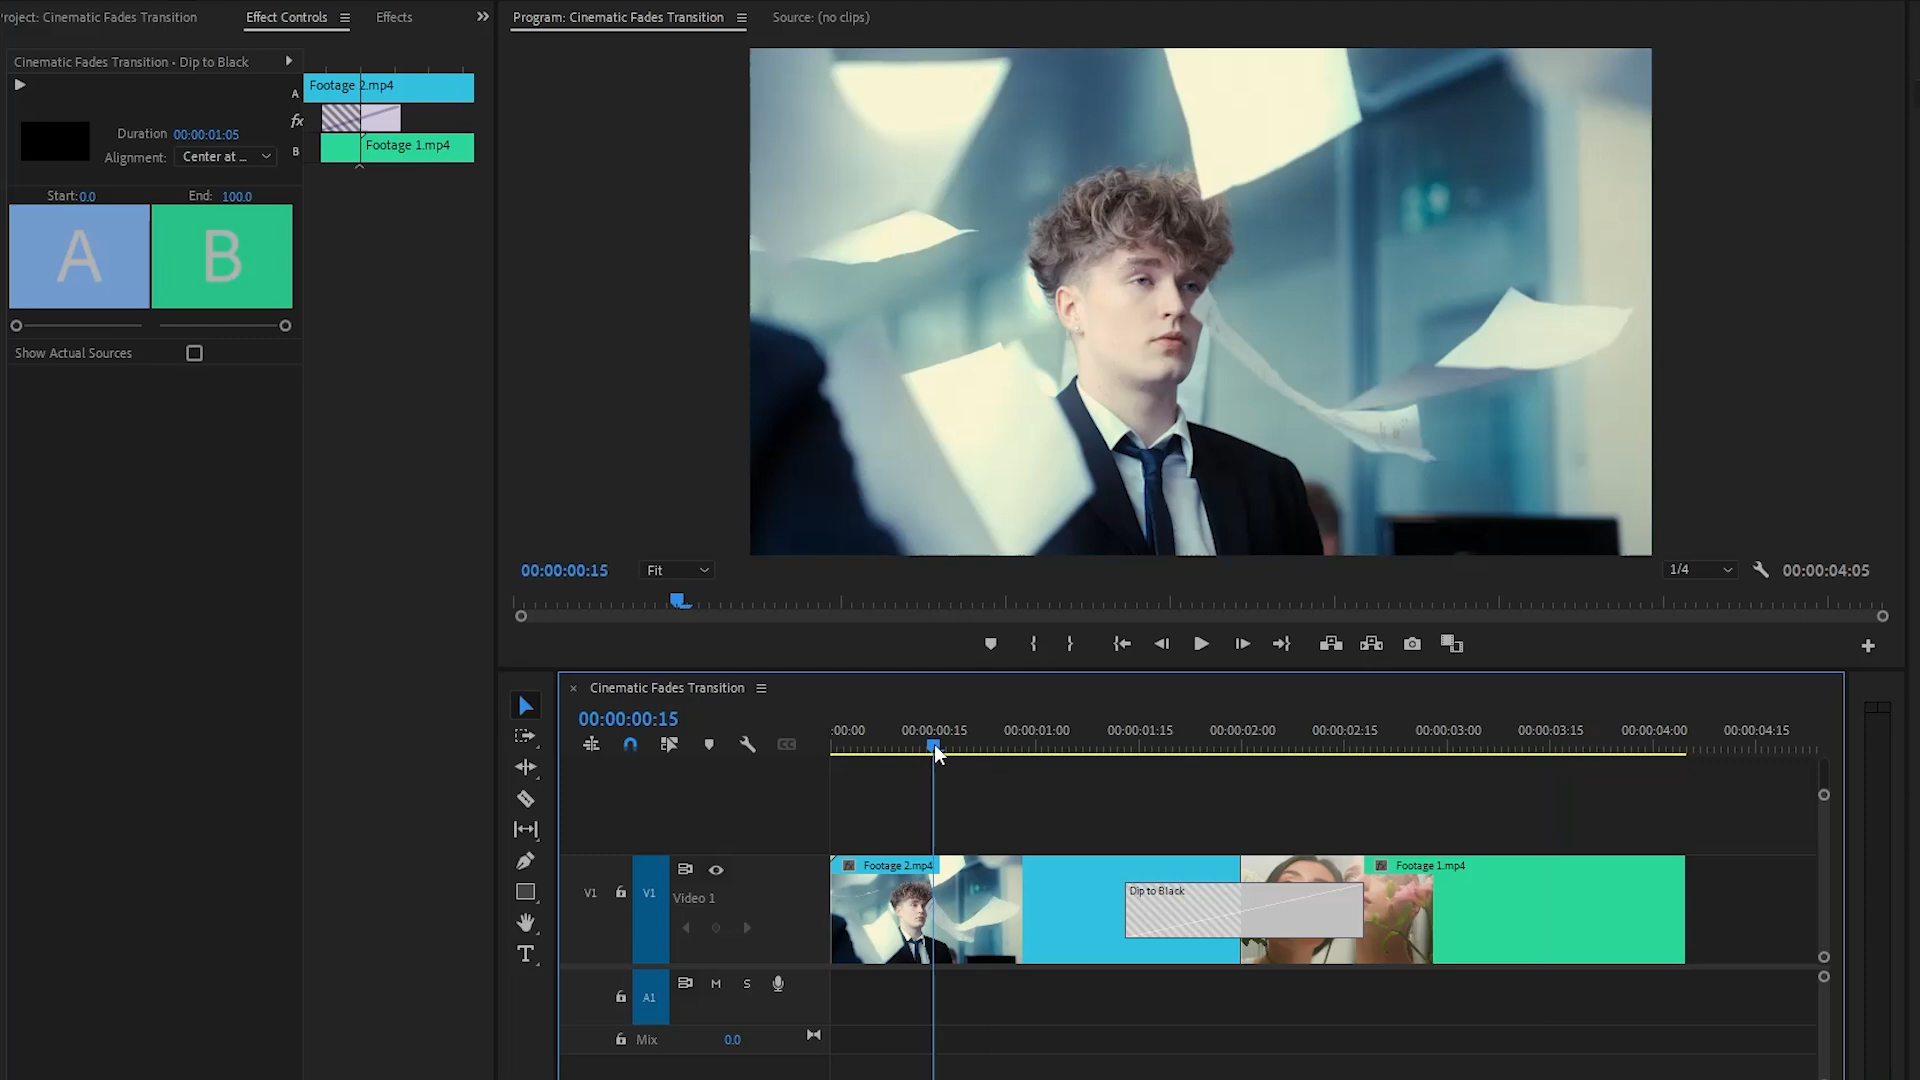 roject: Cinematic Fades Transition
Effect Controls
Effects
Program: Cinematic Fades Transition
Source: (no clips)
Cinematic Fades Transition • Dip to Black
Duration 00:00:01:05
Alignment: Center at ...
Start: 0.0
End: 100.0
A
B
Show Actual Sources
A
Footage 2.mp4
fx
B
Footage 1.mp4
00:00:00:15
Fit
1/4
00:00:04:05
Cinematic Fades Transition
00:00:00:15
:00:00 00:00:00:15 00:00:01:00 00:00:01:15 00:00:02:00 00:00:02:15 00:00:03:00 00:00:03:15 00:00:04:00 00:00:04:15
V1
V1
Video 1
Footage 2.mp4
Dip to Black
Footage 1.mp4
A1
M
S
Mix
0.0
T